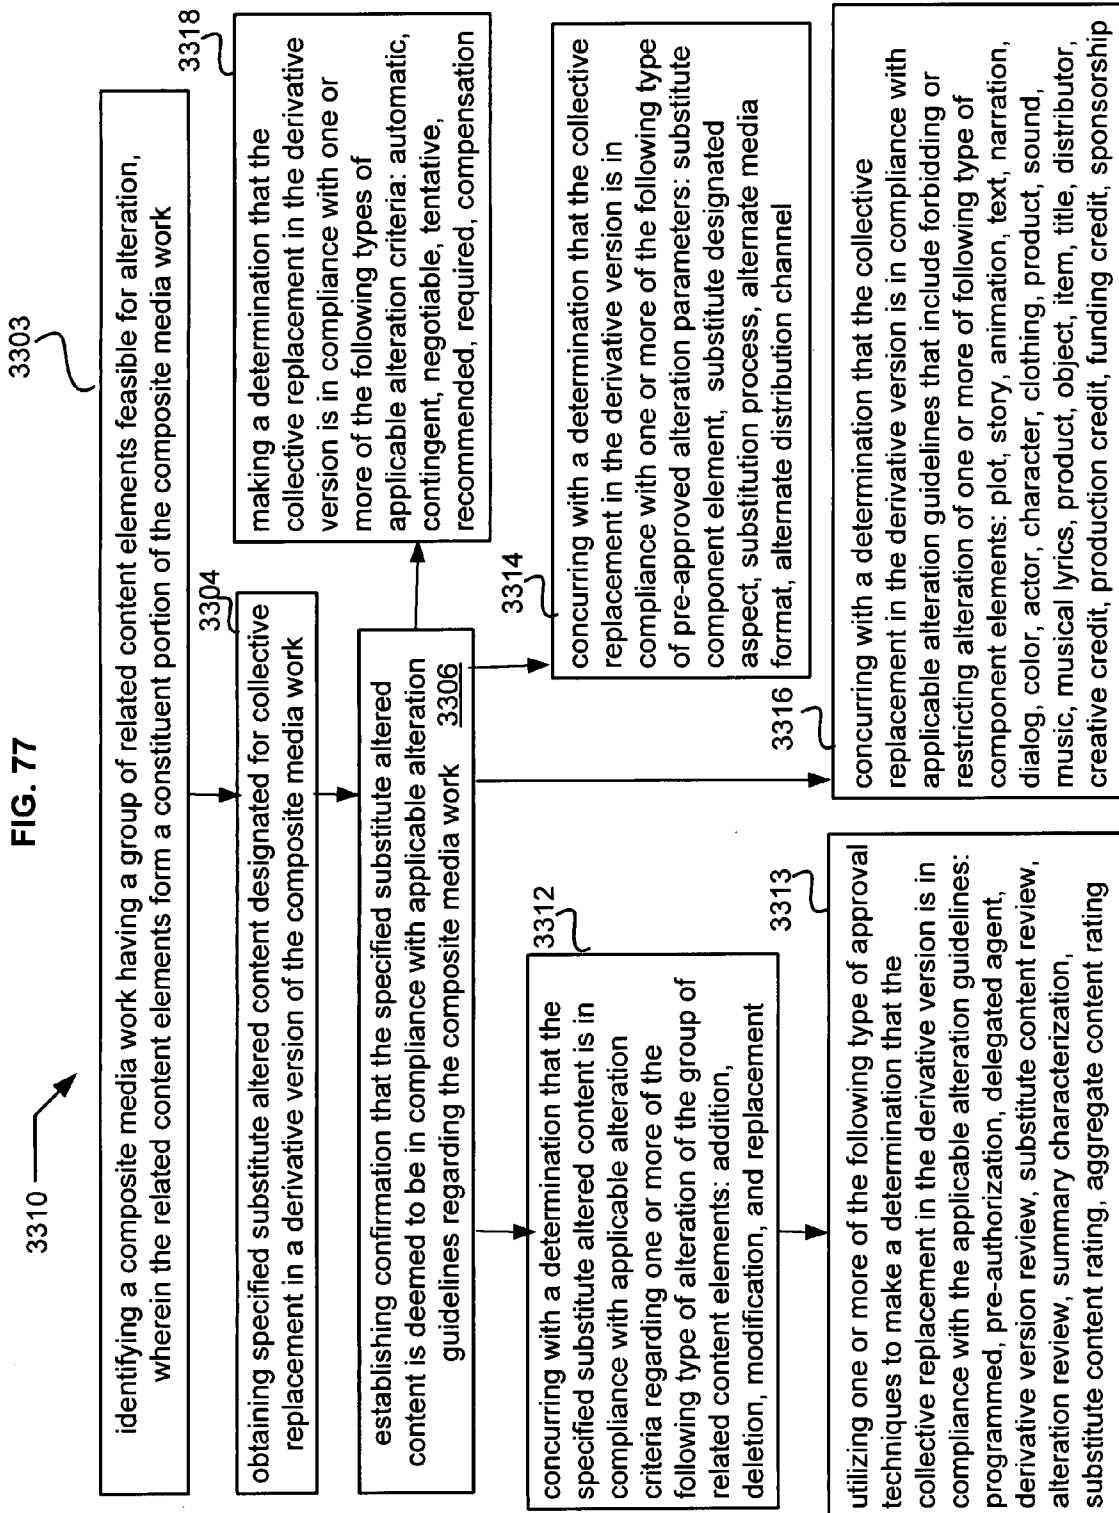 FIG. 77
3310
3303
identifying a composite media work having a group of related content elements feasible for alteration,
wherein the related content elements form a constituent portion of the composite media work
3304
obtaining specified substitute altered content designated for collective
replacement in a derivative version of the composite media work
establishing confirmation that the specified substitute altered
content is deemed to be in compliance with applicable alteration
guidelines regarding the composite media work 3306
3318
making a determination that the
collective replacement in the derivative
version is in compliance with one or
more of the following types of
applicable alteration criteria: automatic,
contingent, negotiable, tentative,
recommended, required, compensation
3312
concurring with a determination that the
specified substitute altered content is in
compliance with applicable alteration
criteria regarding one or more of the
following type of alteration of the group of
related content elements: addition,
deletion, modification, and replacement
3314
concurring with a determination that the collective
replacement in the derivative version is in
compliance with one or more of the following type
of pre-approved alteration parameters: substitute
component element, substitute designated
aspect, substitution process, alternate media
format, alternate distribution channel
3313
utilizing one or more of the following type of approval
techniques to make a determination that the
collective replacement in the derivative version is in
compliance with the applicable alteration guidelines:
programmed, pre-authorization, delegated agent,
derivative version review, substitute content review,
alteration review, summary characterization,
substitute content rating, aggregate content rating
3316
concurring with a determination that the collective
replacement in the derivative version is in compliance with
applicable alteration guidelines that include forbidding or
restricting alteration of one or more of following type of
component elements: plot, story, animation, text, narration,
dialog, color, actor, character, clothing, product, sound,
music, musical lyrics, product, object, item, title, distributor,
creative credit, production credit, funding credit, sponsorship